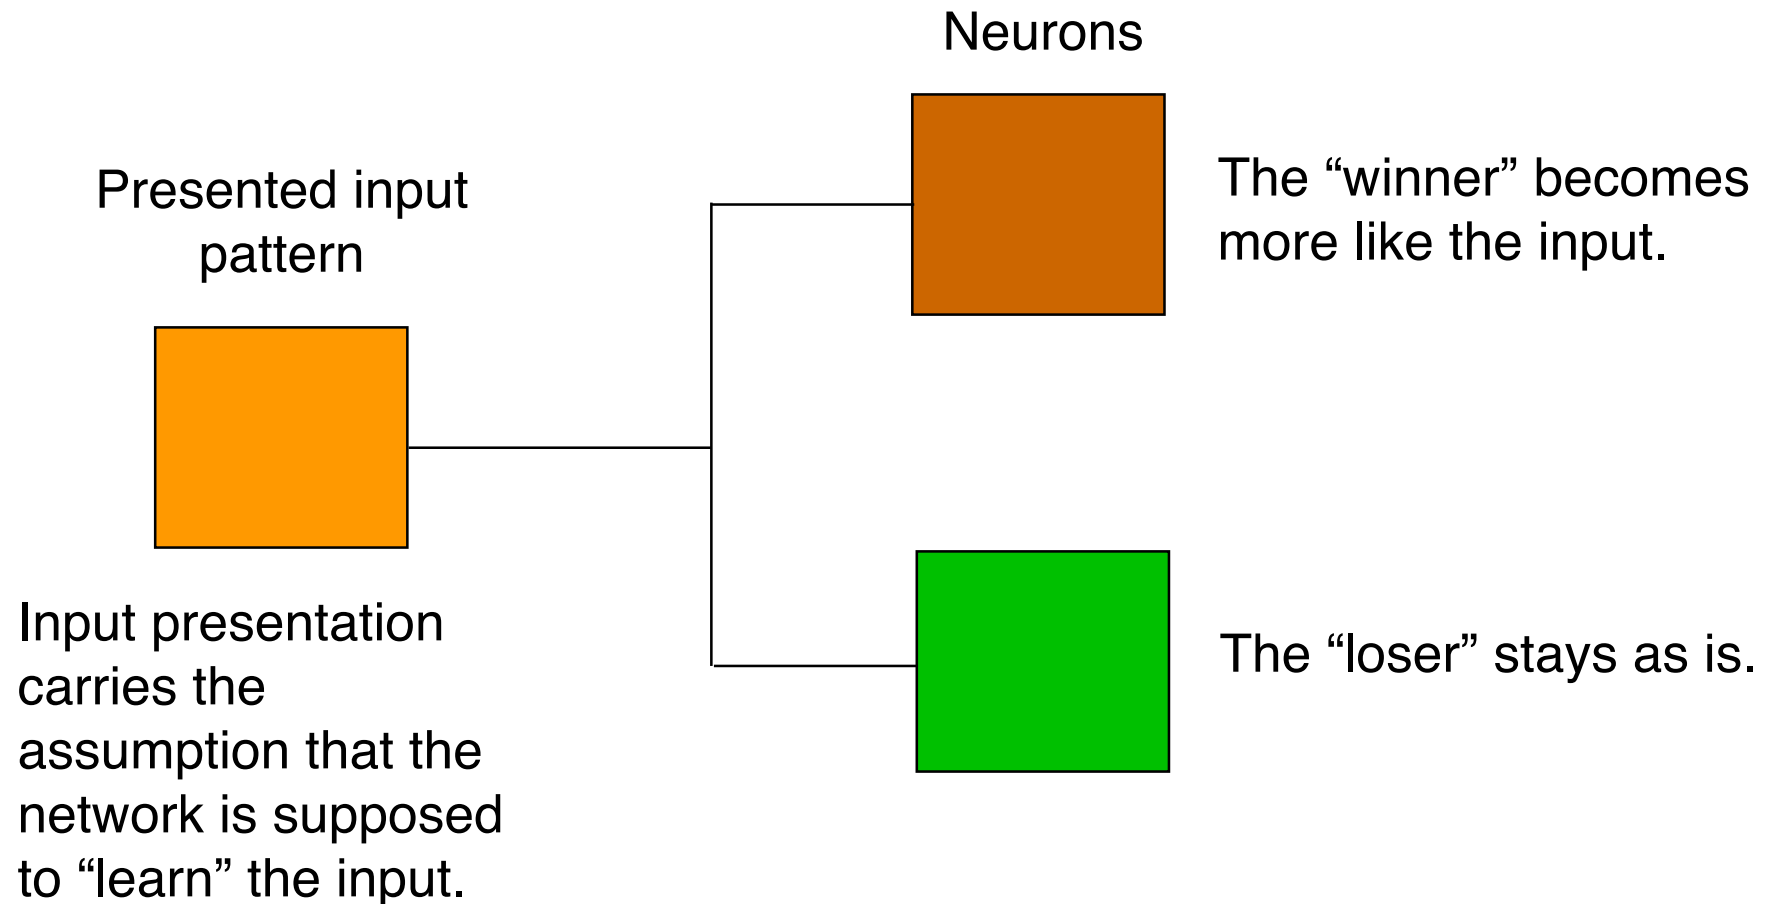 Neurons
Presented input
pattern
The “winner” becomes
more like the input.
Input presentation
carries the
assumption that the
network is supposed
to “learn” the input.
The “loser” stays as is.